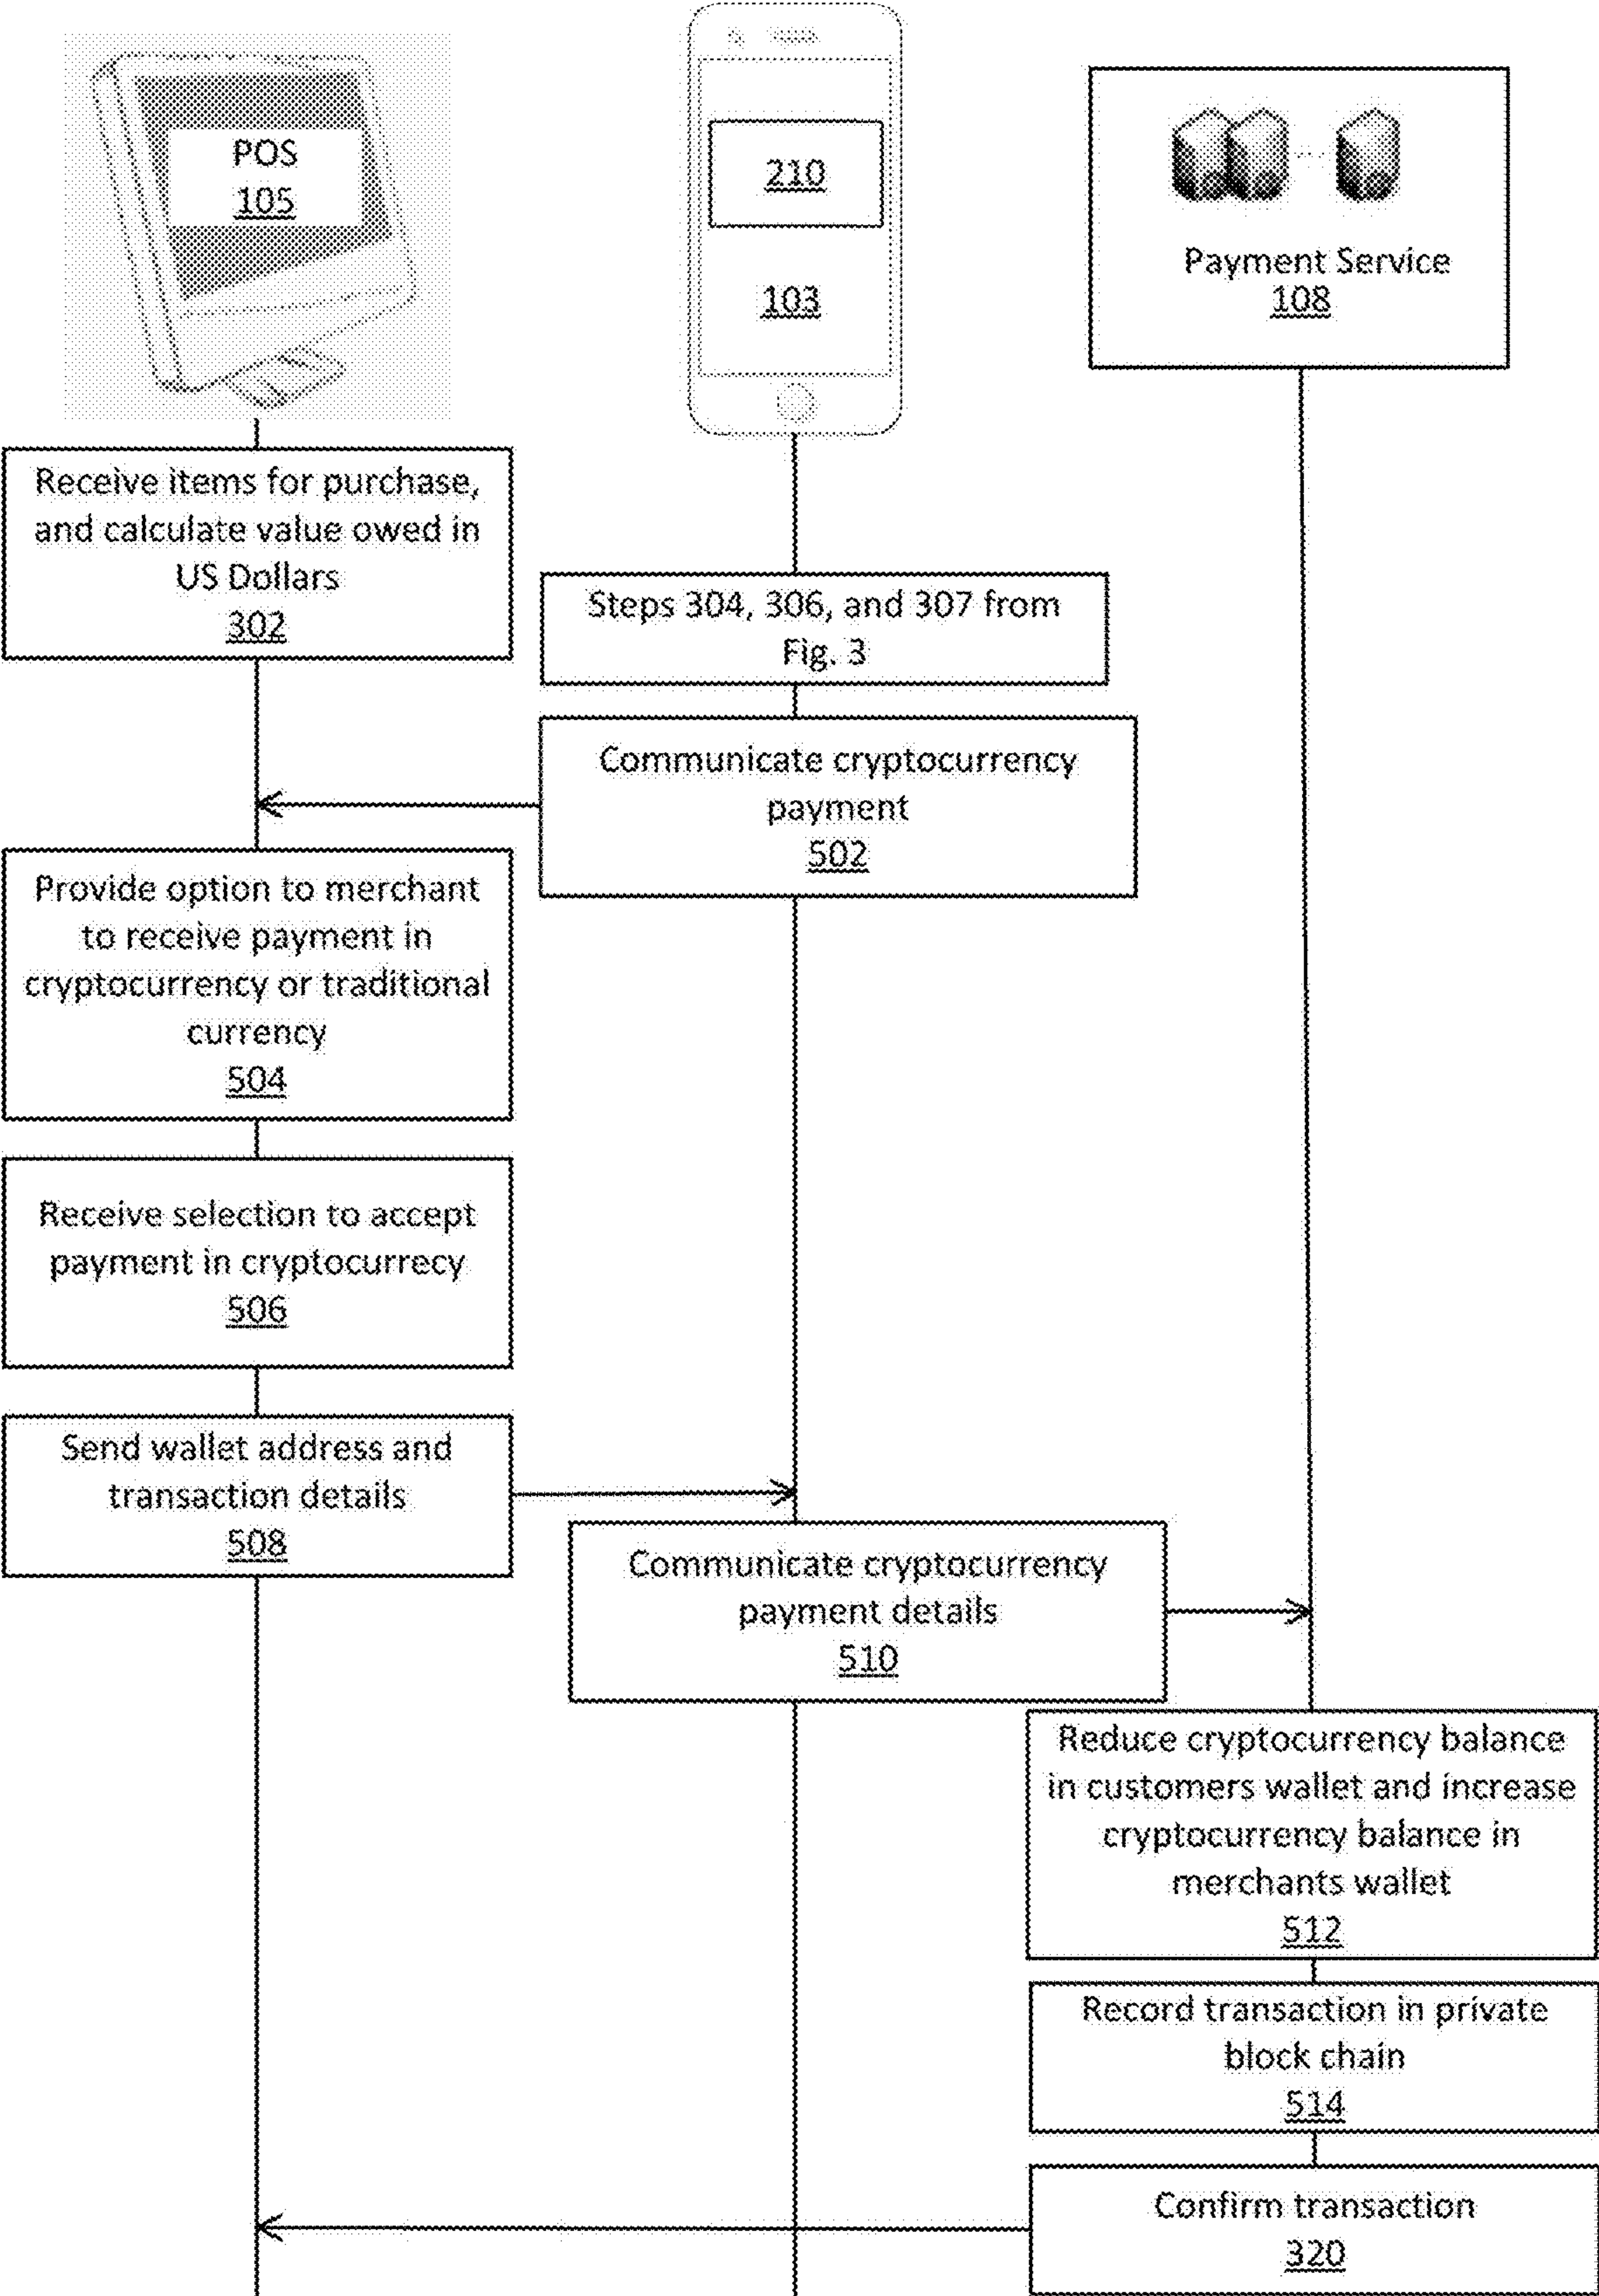 POS
105
210
103
Payment Service
108
Receive items for purchase,
and calculate value owed in
US Dollars
302
Steps 304, 306, and 307 from
Fig. 3
Communicate cryptocurrency
payment
502
Provide option to merchant
to receive payment in
cryptocurrency or traditional
currency
504
Receive selection to accept
payment in cryptocurrecy
506
Send wallet address and
transaction details
508
Communicate cryptocurrency
payment details
510
Reduce cryptocurrency balance
in customers wallet and increase
cryptocurrency balance in
merchants wallet
512
Record transaction in private
block chain
514
Confirm transaction
320